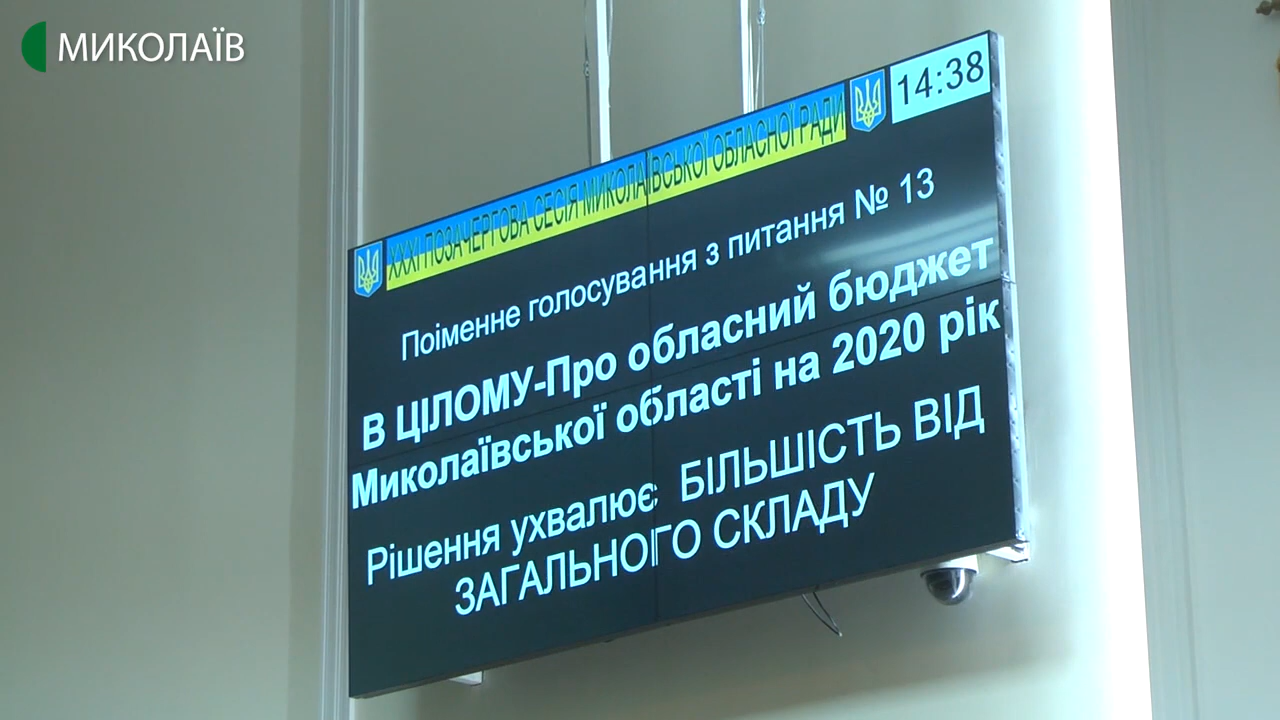 МИКОЛАЇВ
14:38
XXXI ПОЗАЧЕРГОВА СЕСІЯ МИКОЛАЇВСЬКОЇ ОБЛАСНОЇ РАДИ
Поіменне голосування з питання № 13
В ЦІЛОМУ-Про обласний бюджет
Миколаївської області на 2020 рік
Рішення ухвалює БІЛЬШІСТЬ ВІД
ЗАГАЛЬНОГО СКЛАДУ